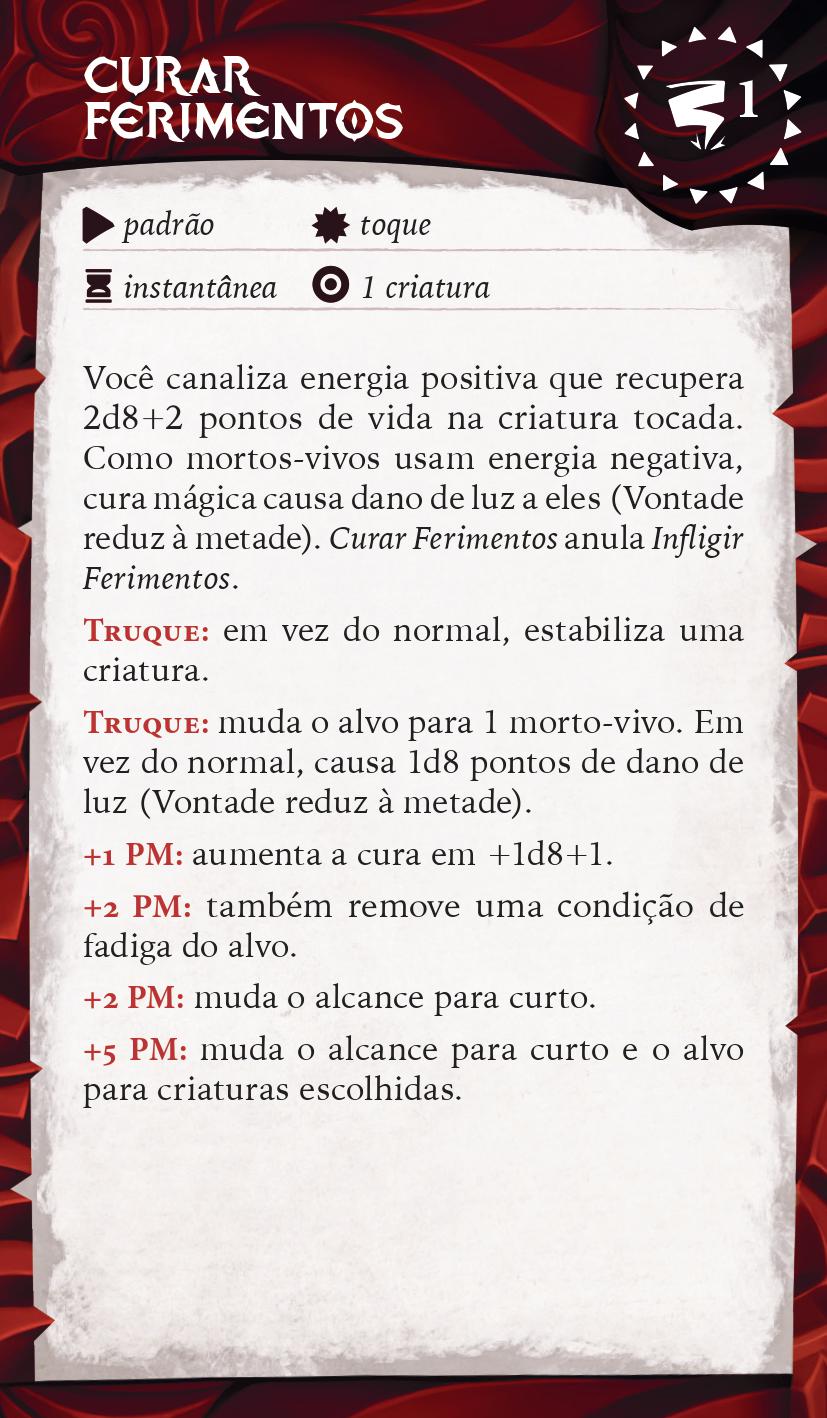 CURAR
FERIMENTOS
1
padrão toque
instantânea 1 criatura
Você canaliza energia positiva que recupera
2d8+2 pontos de vida na criatura tocada.
Como mortos-vivos usam energia negativa,
cura mágica causa dano de luz a eles (Vontade
reduz à metade). Curar Ferimentos anula Infligir
Ferimentos.
TRUQUE: em vez do normal, estabiliza uma
criatura.
TRUQUE: muda o alvo para 1 morto-vivo. Em
vez do normal, causa 1d8 pontos de dano de
luz (Vontade reduz à metade).
+1 PM: aumenta a cura em +1d8+1.
+2 PM: também remove uma condição de
fadiga do alvo.
+2 PM: muda o alcance para curto.
+5 PM: muda o alcance para curto e o alvo
para criaturas escolhidas.